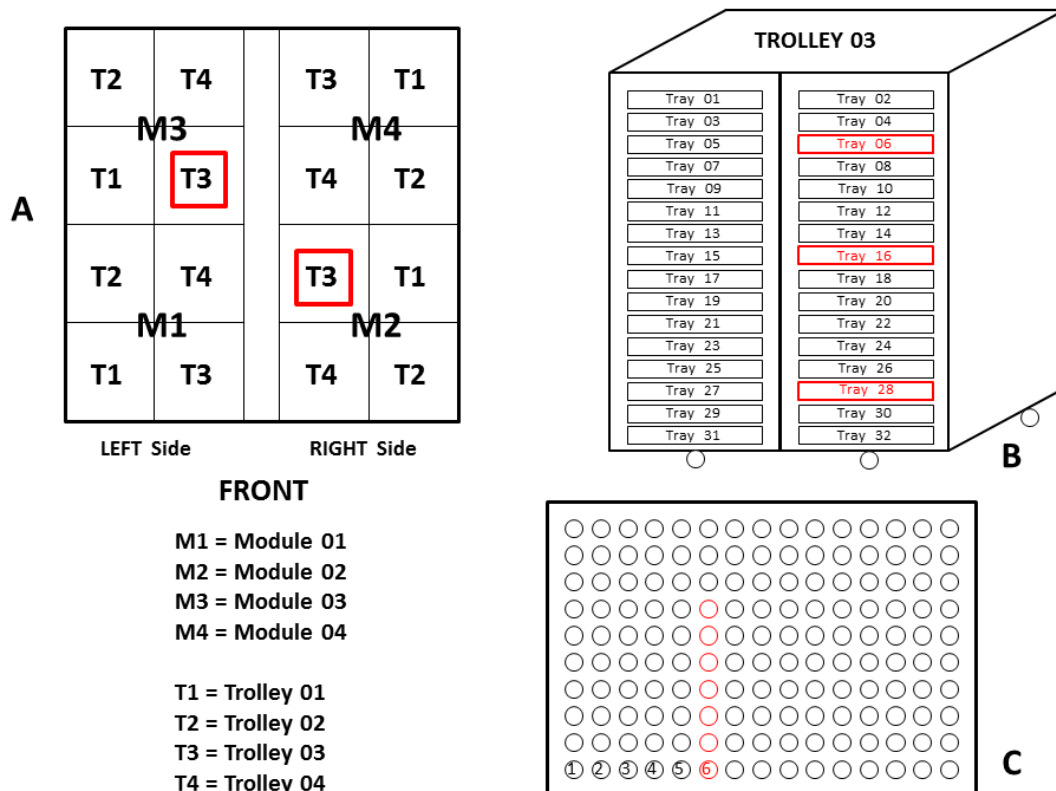 T2 T4 T3 T1
M3 M4
T1 T3 T4 T2
A
T2 T4 T3 T1
M1 M2
T1 T3 T4 T2
LEFT Side RIGHT Side
FRONT
M1 = Module 01
M2 = Module 02
M3 = Module 03
M4 = Module 04
T1 = Trolley 01
T2 = Trolley 02
T3 = Trolley 03
T4 = Trolley 04
TROLLEY 03
Tray 01 Tray 02
Tray 03 Tray 04
Tray 05 Tray 06
Tray 07 Tray 08
Tray 09 Tray 10
Tray 11 Tray 12
Tray 13 Tray 14
Tray 15 Tray 16
Tray 17 Tray 18
Tray 19 Tray 20
Tray 21 Tray 22
Tray 23 Tray 24
Tray 25 Tray 26
Tray 27 Tray 28
Tray 29 Tray 30
Tray 31 Tray 32
B
1 2 3 4 5 6
C